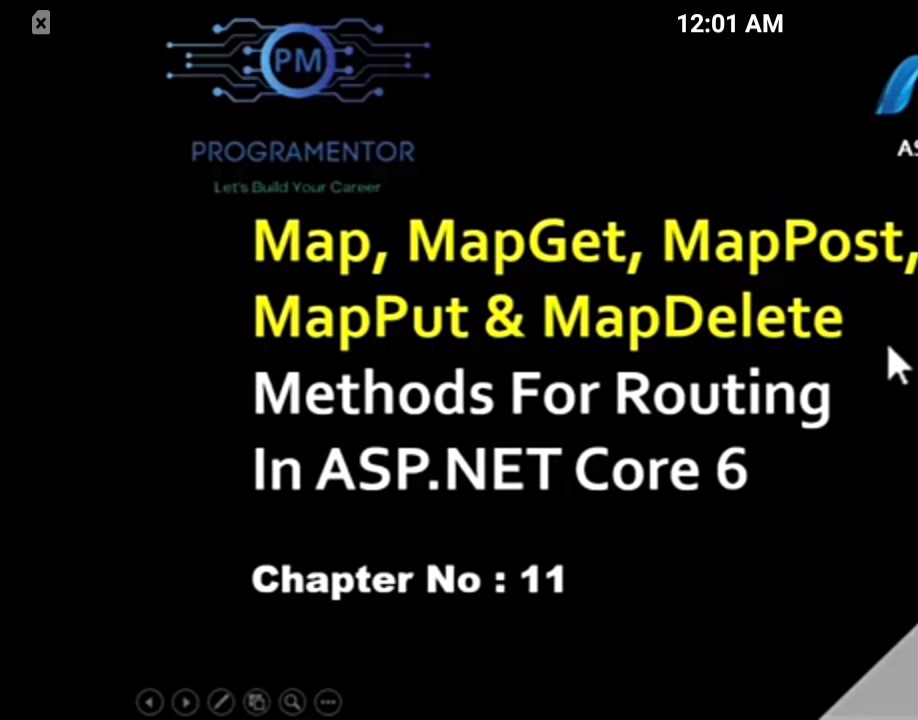 12:01 AM
PM
PROGRAMENTOR
Let's Build Your Career
Map, MapGet, MapPost,
MapPut & MapDelete
Methods For Routing
In ASP.NET Core 6
Chapter No : 11